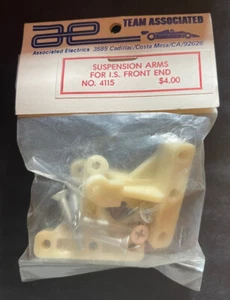 ae
TEAM ASSOCIATED
Associated Electrics 3585 Cadillac/Costa Mesa/CA/92626
SUSPENSION ARMS
FOR I.S. FRONT END
NO. 4115 $4.00